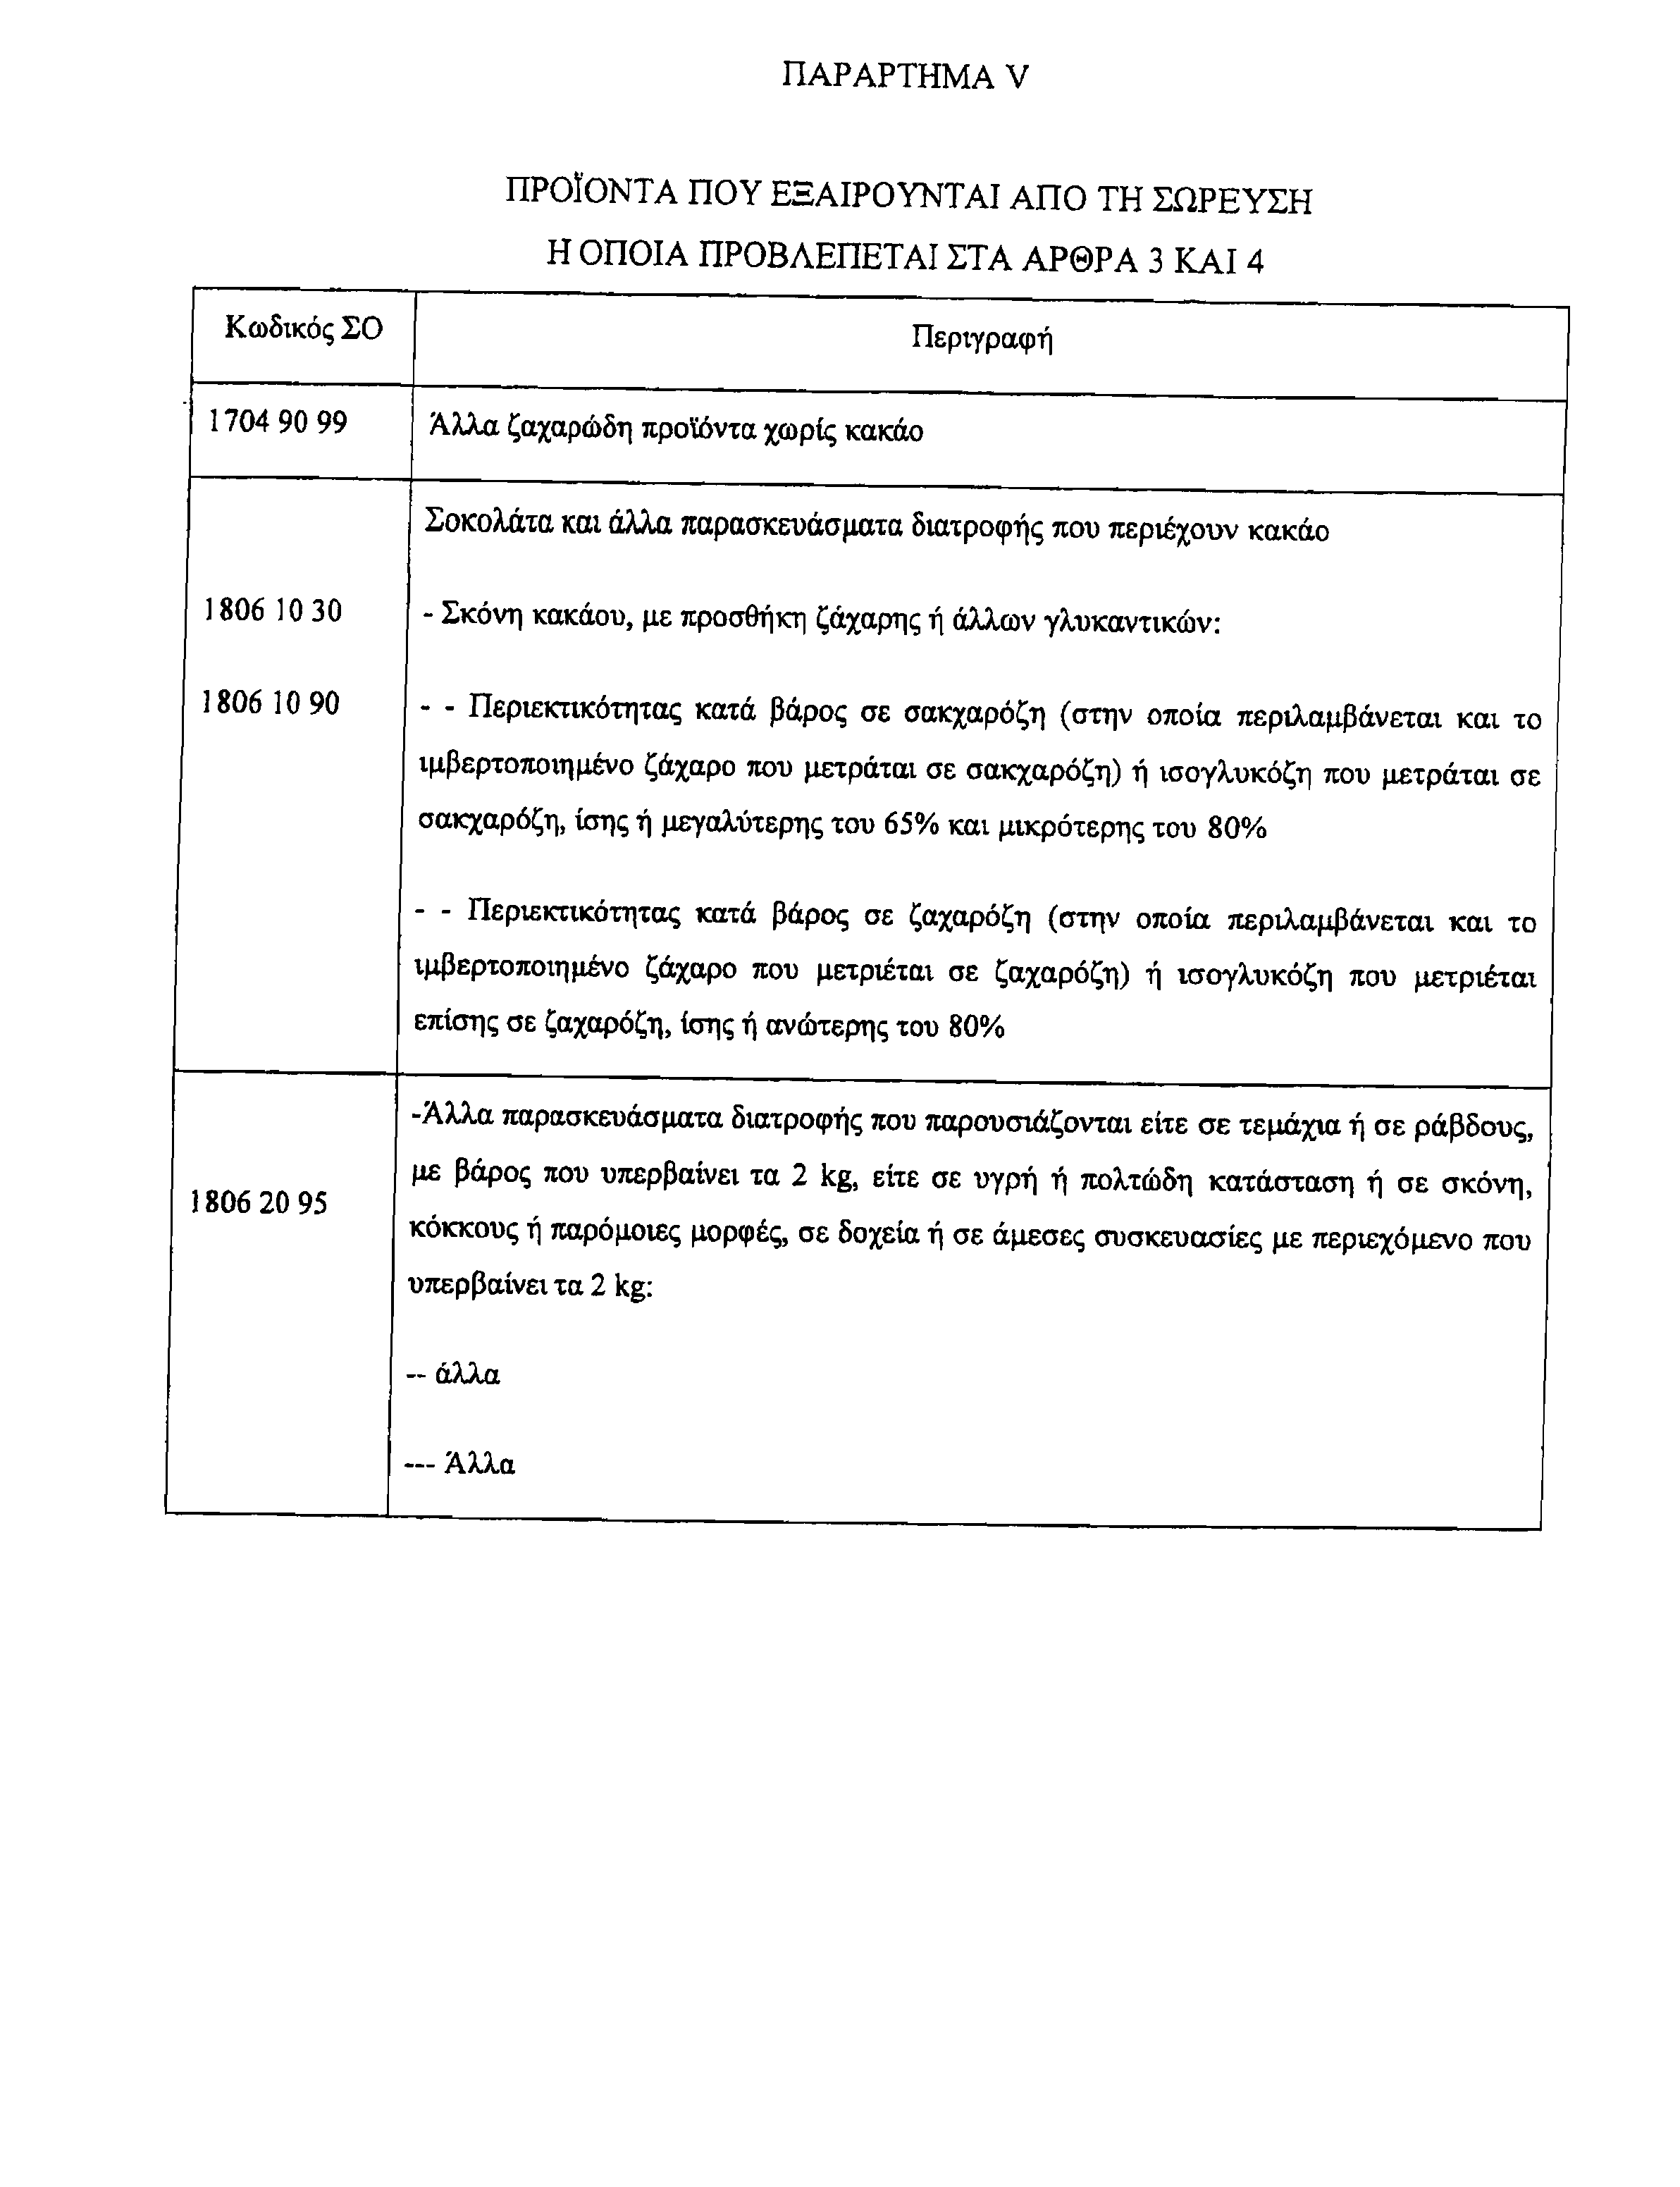 ΠΑΡΑΡΤΗΜΑ V
ΠΡΟΪΟΝΤΑ ΠΟΥ ΕΞΑΙΡΟΥΝΤΑΙ ΑΠΟ ΤΗ ΣΩΡΕΥΣΗ
Η ΟΠΟΙΑ ΠΡΟΒΛΕΠΕΤΑΙ ΣΤΑ ΑΡΘΡΑ 3 ΚΑΙ 4
Κωδικός ΣΟ Περιγραφή
1704 90 99 Άλλα ζαχαρώδη προϊόντα χωρίς κακάο
Σοκολάτα και άλλα παρασκευάσματα διατροφής που περιέχουν κακάο
1806 10 30 - Σκόνη κακάου, με προσθήκη ζάχαρης ή άλλων γλυκαντικών:
1806 10 90 - - Περιεκτικότητας κατά βάρος σε σακχαρόζη (στην οποία περιλαμβάνεται και το
ιμβερτοποιημένο ζάχαρο που μετράται σε σακχαρόζη) ή ισογλυκόζη που μετράται σε
σακχαρόζη, ίσης ή μεγαλύτερης του 65% και μικρότερης του 80%
- - Περιεκτικότητας κατά βάρος σε ζαχαρόζη (στην οποία περιλαμβάνεται και το
ιμβερτοποιημένο ζάχαρο που μετριέται σε ζαχαρόζη) ή ισογλυκόζη που μετριέται
επίσης σε ζαχαρόζη, ίσης ή ανώτερης του 80%
-Άλλα παρασκευάσματα διατροφής που παρουσιάζονται είτε σε τεμάχια ή σε ράβδους,
με βάρος που υπερβαίνει τα 2 kg, είτε σε υγρή ή πολτώδη κατάσταση ή σε σκόνη,
1806 20 95 κόκκους ή παρόμοιες μορφές, σε δοχεία ή σε άμεσες συσκευασίες με περιεχόμενο που
υπερβαίνει τα 2 kg:
-- άλλα
--- Άλλα